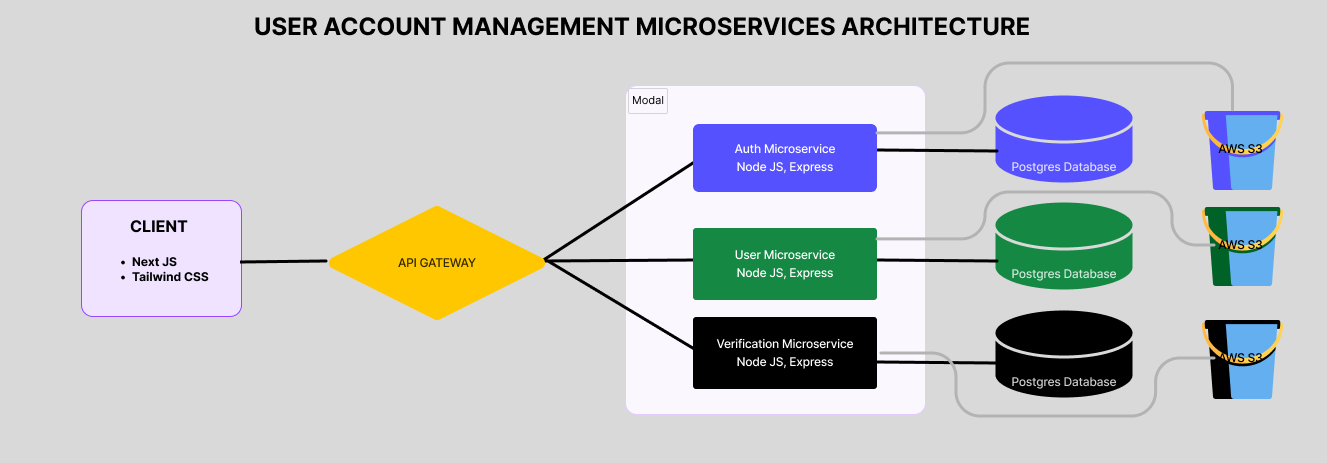 USER ACCOUNT MANAGEMENT MICROSERVICES ARCHITECTURE
Modal
Auth Microservice
Node JS, Express
Postgres Database
AWS S3
CLIENT
• Next JS
• Tailwind CSS
API GATEWAY
User Microservice
Node JS, Express
Postgres Database
AWS S3
Verification Microservice
Node JS, Express
Postgres Database
AWS S3